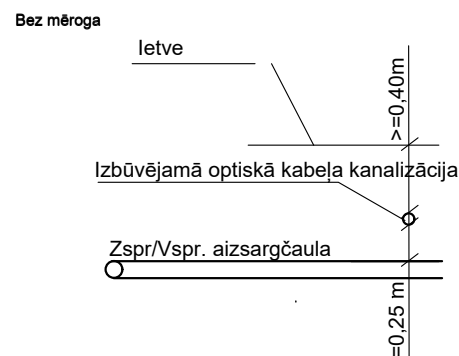 Bez mēroga
Ietve
>=0,40m
Izbūvējamā optiskā kabeļa kanalizācija
Zspr/Vspr. aizsargčaula
=0,25 m